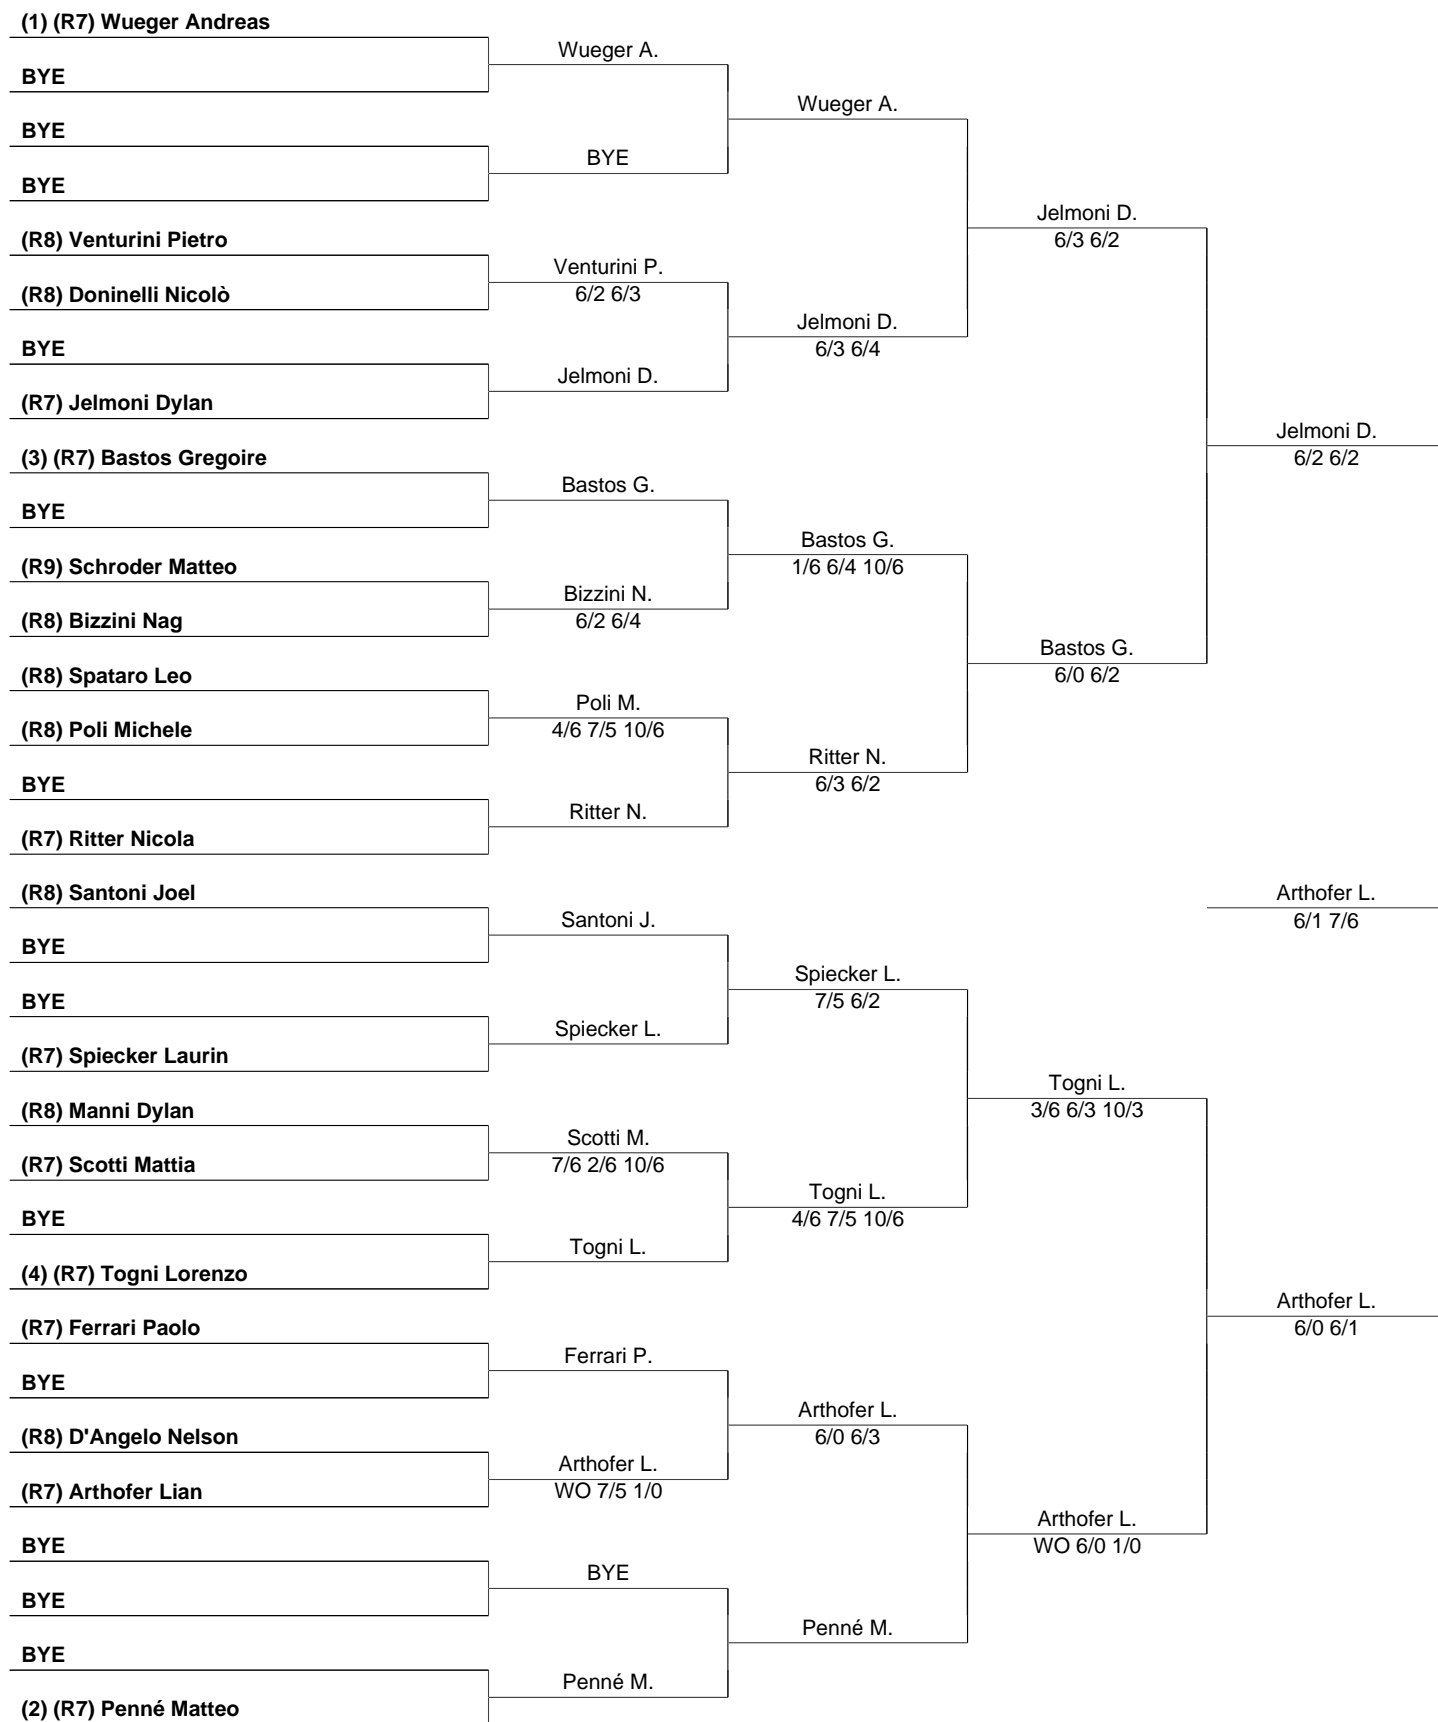 (1) (R7) Wueger Andreas
BYE
BYE
BYE
(R8) Venturini Pietro
(R8) Doninelli Nicolò
BYE
(R7) Jelmoni Dylan
(3) (R7) Bastos Gregoire
BYE
(R9) Schroder Matteo
(R8) Bizzini Nag
(R8) Spataro Leo
(R8) Poli Michele
BYE
(R7) Ritter Nicola
(R8) Santoni Joel
BYE
BYE
(R7) Spiecker Laurin
(R8) Manni Dylan
(R7) Scotti Mattia
BYE
(4) (R7) Togni Lorenzo
(R7) Ferrari Paolo
BYE
(R8) D'Angelo Nelson
(R7) Arthofer Lian
BYE
BYE
BYE
(2) (R7) Penné Matteo
Wueger A.
BYE
Venturini P.
6/2 6/3
Jelmoni D.
Bastos G.
Bizzini N.
6/2 6/4
Poli M.
4/6 7/5 10/6
Ritter N.
Santoni J.
Spiecker L.
Scotti M.
7/6 2/6 10/6
Togni L.
Ferrari P.
Arthofer L.
WO 7/5 1/0
BYE
Penné M.
Wueger A.
Jelmoni D.
6/3 6/4
Bastos G.
1/6 6/4 10/6
Ritter N.
6/3 6/2
Spiecker L.
7/5 6/2
Togni L.
4/6 7/5 10/6
Arthofer L.
6/0 6/3
Penné M.
Jelmoni D.
6/3 6/2
Bastos G.
6/0 6/2
Togni L.
3/6 6/3 10/3
Arthofer L.
WO 6/0 1/0
Jelmoni D.
6/2 6/2
Arthofer L.
6/1 7/6
Arthofer L.
6/0 6/1